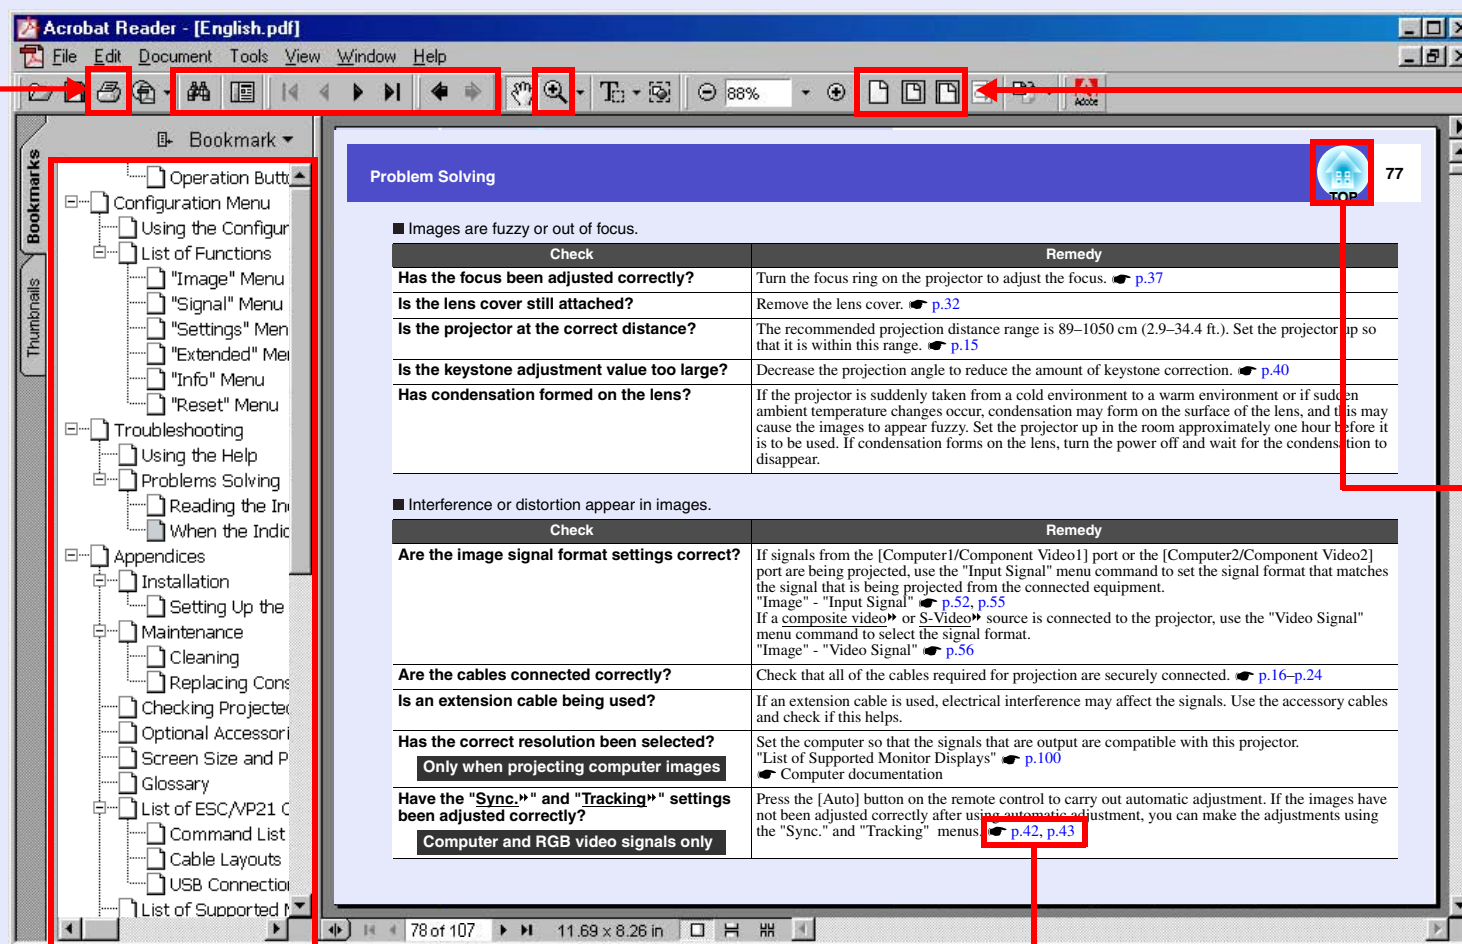 Acrobat Reader - [English.pdf]
File Edit Document Tools View Window Help
88%
Adobe
Bookmarks
Thumbnails
Bookmark
Operation Butto
Configuration Menu
Using the Configur
List of Functions
"Image" Menu
"Signal" Menu
"Settings" Men
"Extended" Me
"Info" Menu
"Reset" Menu
Troubleshooting
Using the Help
Problems Solving
Reading the In
When the Indic
Appendices
Installation
Setting Up the
Maintenance
Cleaning
Replacing Cons
Checking Projected
Optional Accessori
Screen Size and P
Glossary
List of ESC/VP21 C
Command List
Cable Layouts
USB Connection
List of Supported M
Problem Solving
TOP
77
■ Images are fuzzy or out of focus.
Check Remedy
Has the focus been adjusted correctly? Turn the focus ring on the projector to adjust the focus. ☛ p.37
Is the lens cover still attached? Remove the lens cover. ☛ p.32
Is the projector at the correct distance? The recommended projection distance range is 89–1050 cm (2.9–34.4 ft.). Set the projector up so
that it is within this range. ☛ p.15
Is the keystone adjustment value too large? Decrease the projection angle to reduce the amount of keystone correction. ☛ p.40
Has condensation formed on the lens? If the projector is suddenly taken from a cold environment to a warm environment or if sudden
ambient temperature changes occur, condensation may form on the surface of the lens, and this may
cause the images to appear fuzzy. Set the projector up in the room approximately one hour before it
is to be used. If condensation forms on the lens, turn the power off and wait for the condensation to
disappear.
■ Interference or distortion appear in images.
Check Remedy
Are the image signal format settings correct? If signals from the [Computer1/Component Video1] port or the [Computer2/Component Video2]
port are being projected, use the "Input Signal" menu command to set the signal format that matches
the signal that is being projected from the connected equipment.
"Image" - "Input Signal" ☛ p.52, p.55
If a composite video or S-Video source is connected to the projector, use the "Video Signal"
menu command to select the signal format.
"Image" - "Video Signal" ☛ p.56
Are the cables connected correctly? Check that all of the cables required for projection are securely connected. ☛ p.16–p.24
Is an extension cable being used? If an extension cable is used, electrical interference may affect the signals. Use the accessory cables
and check if this helps.
Has the correct resolution been selected? Set the computer so that the signals that are output are compatible with this projector.
Only when projecting computer images "List of Supported Monitor Displays" ☛ p.100
☛ Computer documentation
Have the "Sync." and "Tracking" settings Press the [Auto] button on the remote control to carry out automatic adjustment. If the images have
been adjusted correctly? not been adjusted correctly after using automatic adjustment, you can make the adjustments using
Computer and RGB video signals only the "Sync." and "Tracking" menus. ☛ p.42, p.43
78 of 107 11.69 x 8.26 in